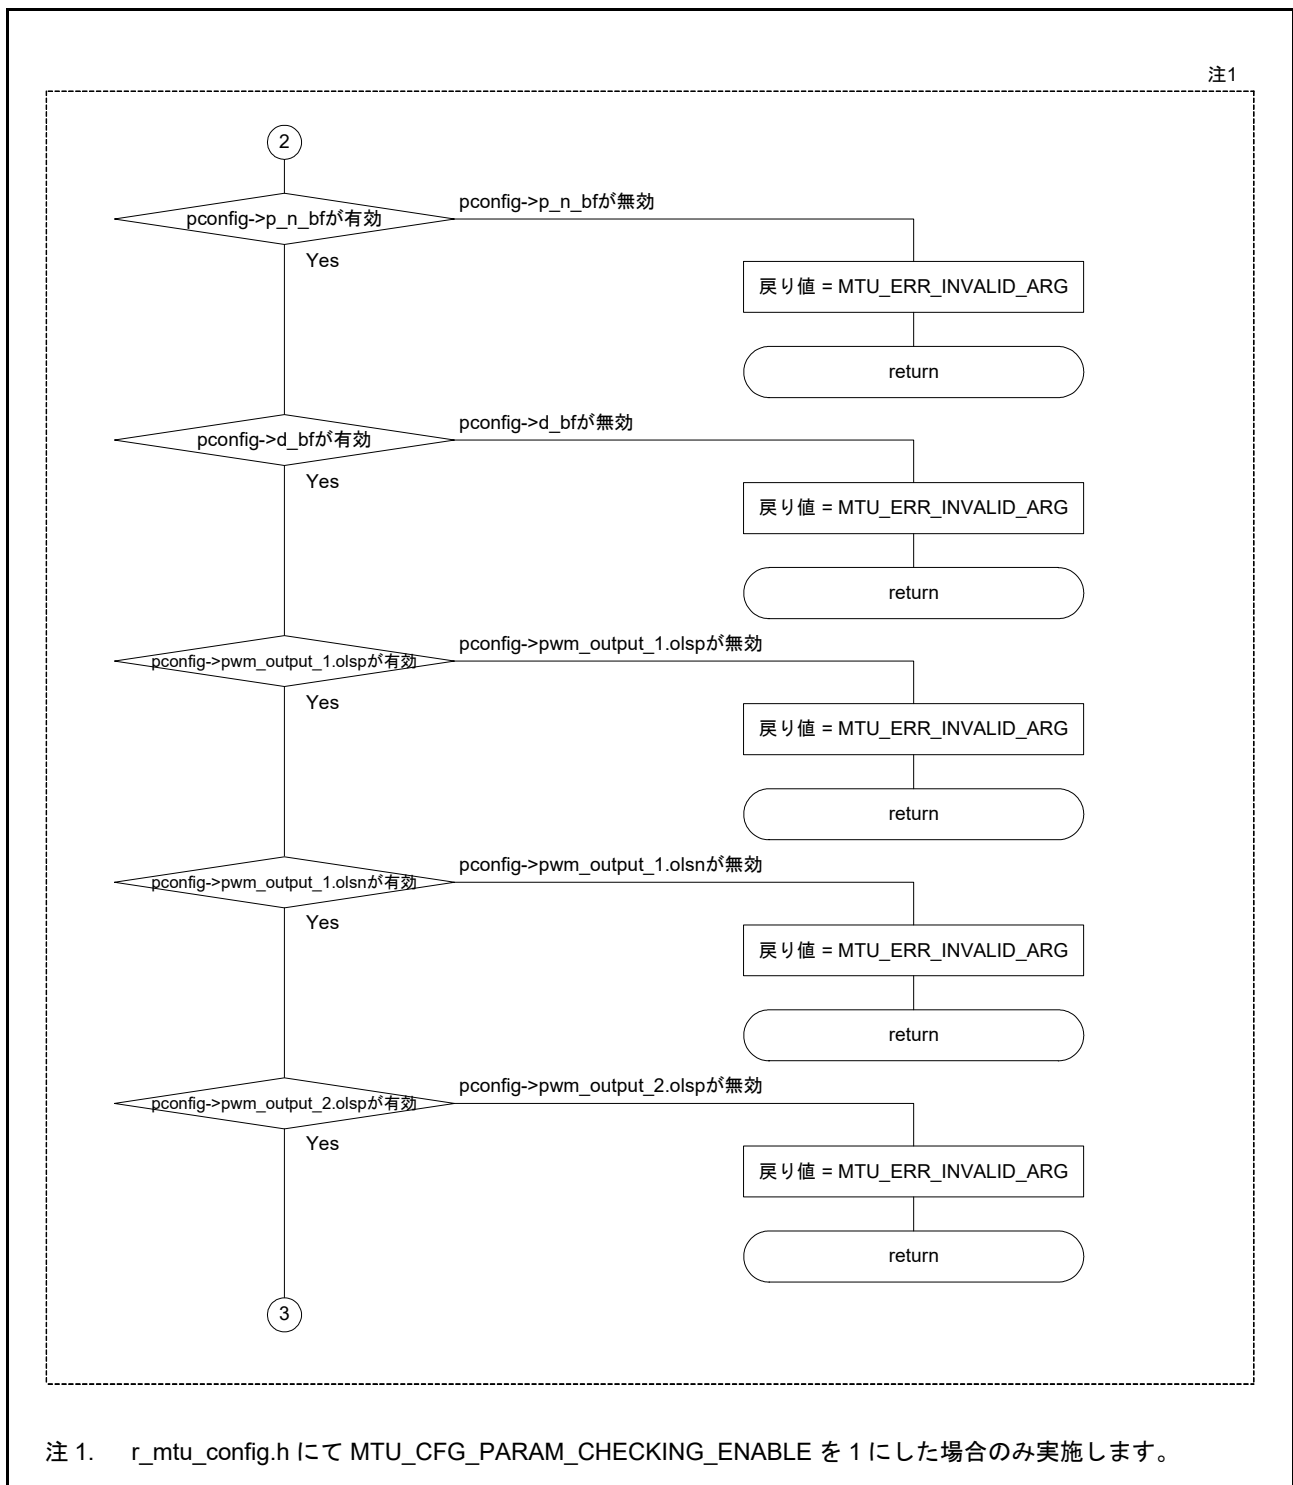 注1
2
pconfig->p_n_bfが有効
pconfig->p_n_bfが無効
Yes
戻り値 = MTU_ERR_INVALID_ARG
return
pconfig->d_bfが有効
pconfig->d_bfが無効
Yes
戻り値 = MTU_ERR_INVALID_ARG
return
pconfig->pwm_output_1.olspが有効
pconfig->pwm_output_1.olspが無効
Yes
戻り値 = MTU_ERR_INVALID_ARG
return
pconfig->pwm_output_1.olsnが有効
pconfig->pwm_output_1.olsnが無効
Yes
戻り値 = MTU_ERR_INVALID_ARG
return
pconfig->pwm_output_2.olspが有効
pconfig->pwm_output_2.olspが無効
Yes
戻り値 = MTU_ERR_INVALID_ARG
return
3
注 1. r_mtu_config.h にて MTU_CFG_PARAM_CHECKING_ENABLE を 1 にした場合のみ実施します。